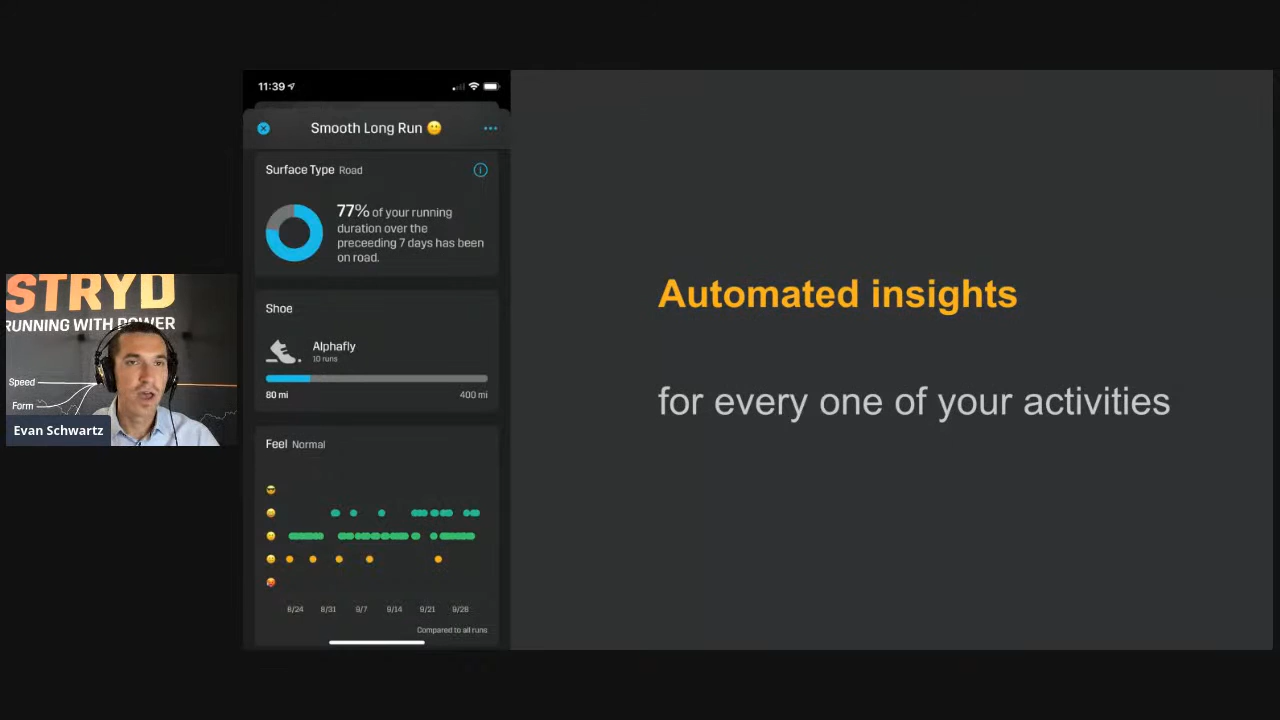 STRYD
RUNNING WITH POWER
Speed
Form
Evan Schwartz
11:39
Smooth Long Run 😐
Surface Type Road
77% of your running
duration over the
preceeding 7 days has been
on road.
Shoe
Alphafly
10 runs
80 mi 400 mi
Feel Normal
8/24 8/31 9/7 9/14 9/21 9/28
Compared to all runs
Automated insights
for every one of your activities